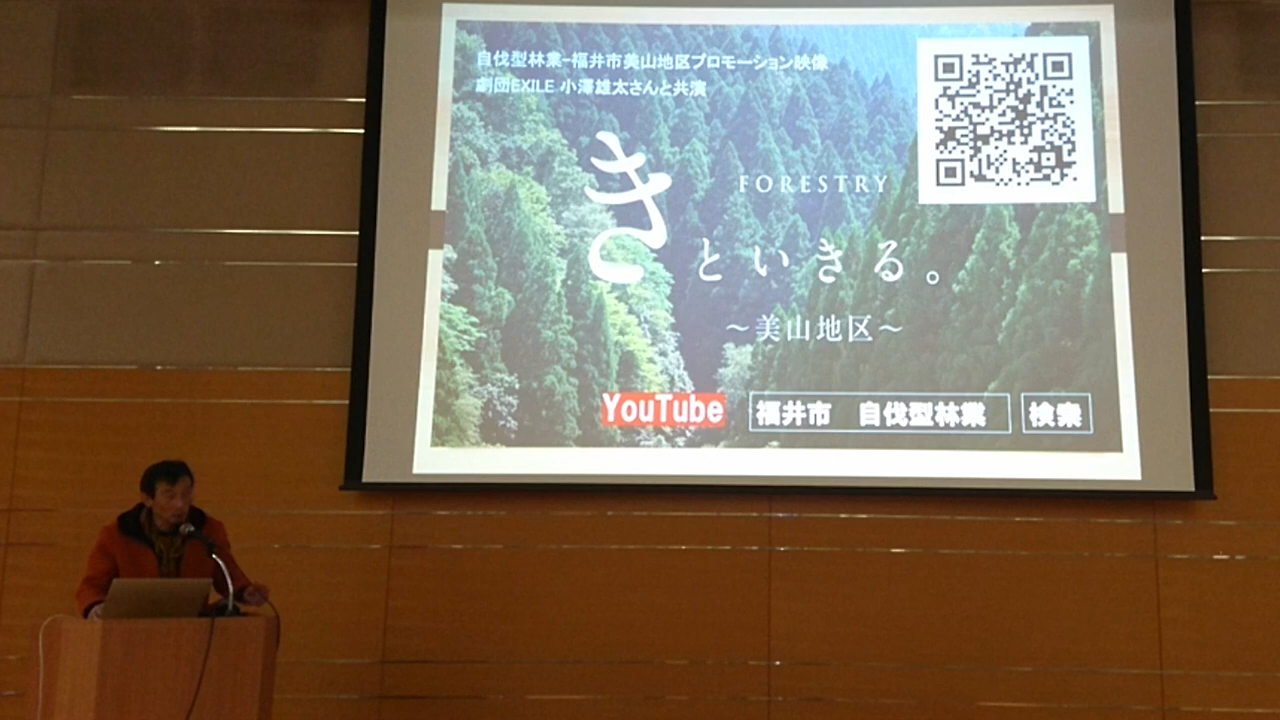 自伐型林業-福井市美山地区プロモーション映像
劇団EXILE 小澤雄太さんと共演
き
FORESTRY
といきる。
～美山地区～
YouTube 福井市 自伐型林業 検索